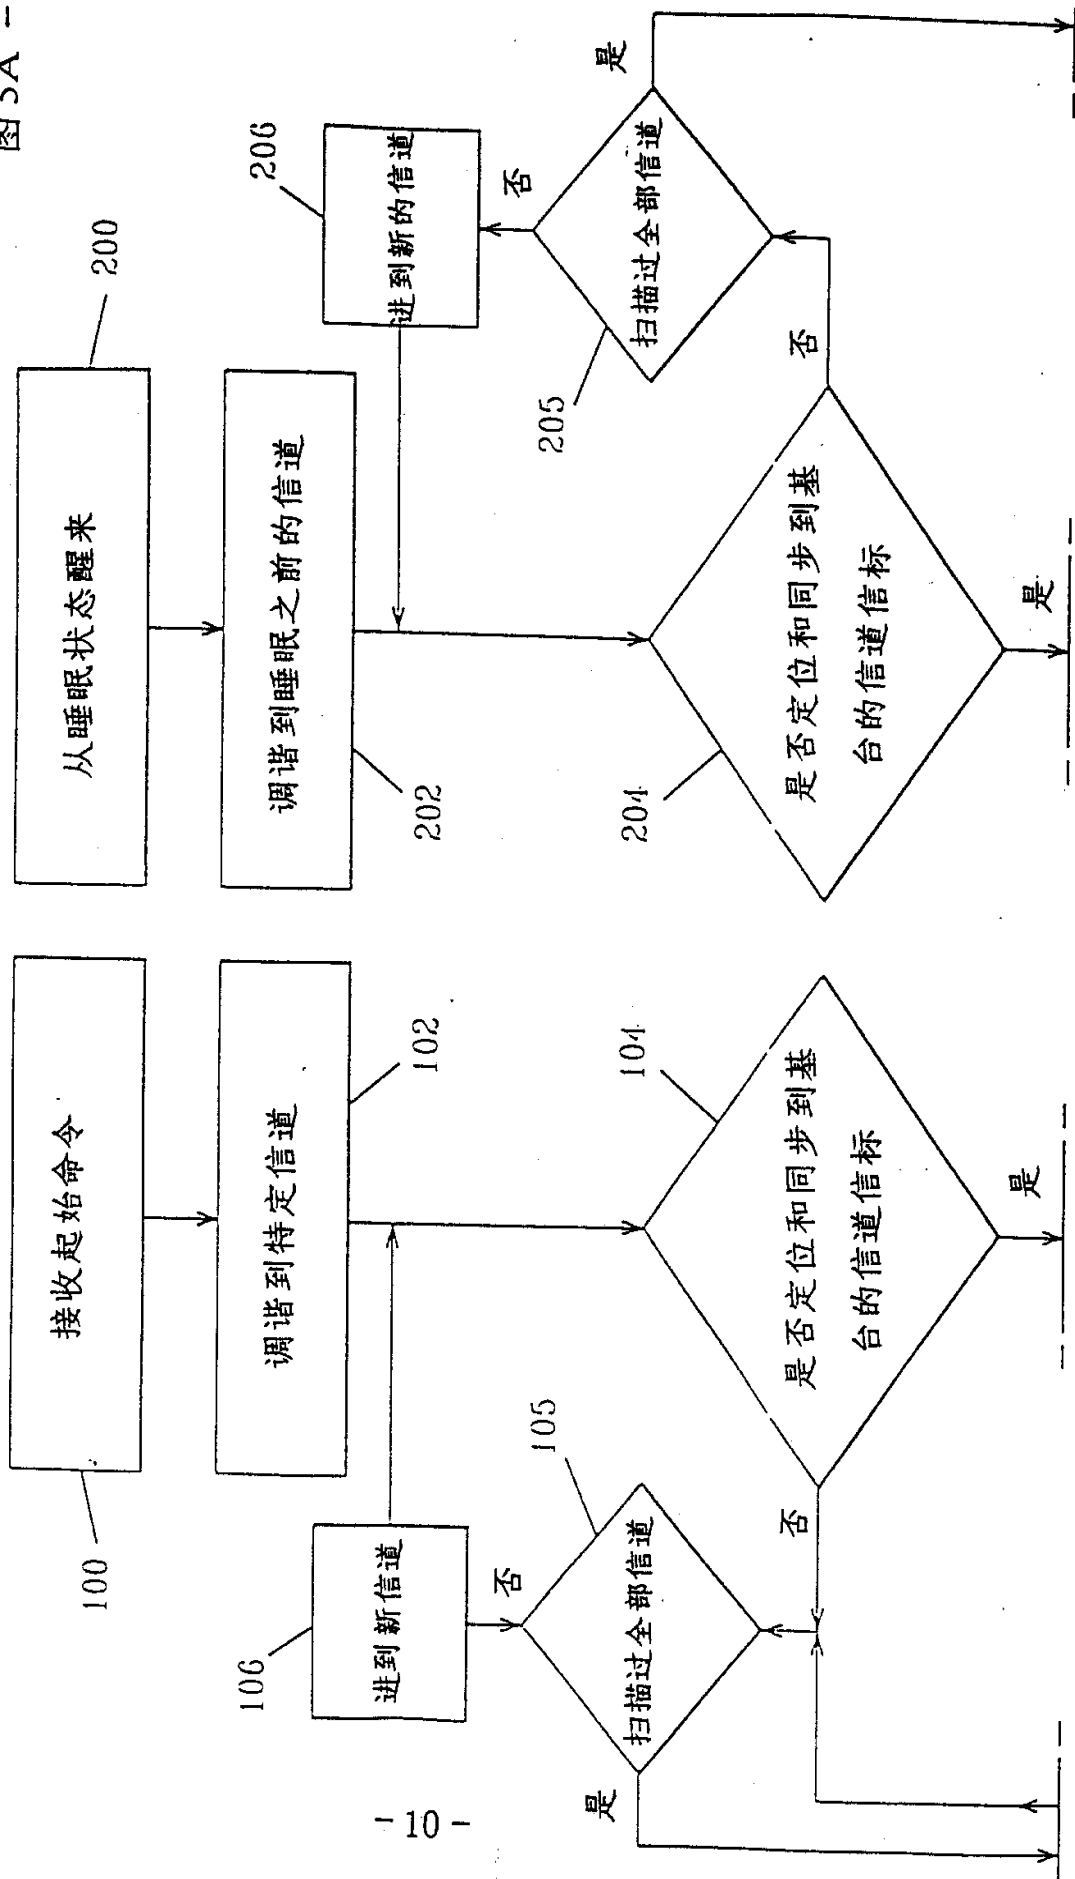 图 3A
接收起始命令
100
调谐到特定信道
102
是否定位和同步到基
台的信道信标
104
是
否
扫描过全部信道
105
是
否
进到新信道
106
从睡眠状态醒来
200
调谐到睡眠之前的信道
202
是否定位和同步到基
台的信道信标
204
是
否
扫描过全部信道
205
是
否
进到新的信道
206
- 10 -